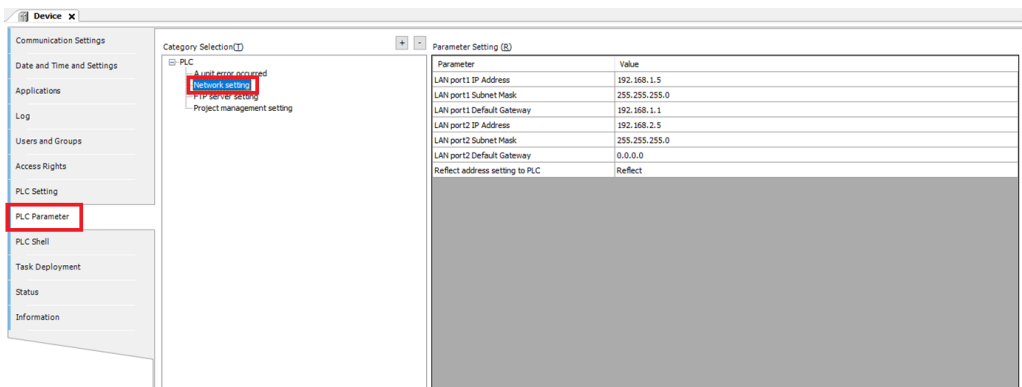 Device x
Communication Settings
Date and Time and Settings
Applications
Log
Users and Groups
Access Rights
PLC Setting
PLC Parameter
PLC Shell
Task Deployment
Status
Information
Category Selection(T)
+ -
PLC
A unit error occurred
Network setting
FTP server setting
Project management setting
Parameter Setting (R)
Parameter Value
LAN port1 IP Address 192.168.1.5
LAN port1 Subnet Mask 255.255.255.0
LAN port1 Default Gateway 192.168.1.1
LAN port2 IP Address 192.168.2.5
LAN port2 Subnet Mask 255.255.255.0
LAN port2 Default Gateway 0.0.0.0
Reflect address setting to PLC Reflect